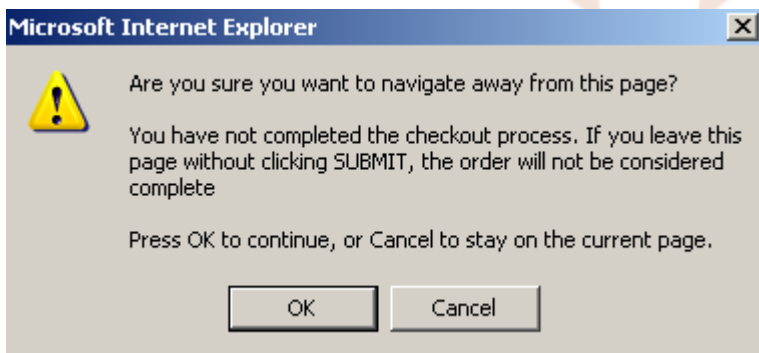 Microsoft Internet Explorer
Are you sure you want to navigate away from this page?
You have not completed the checkout process. If you leave this
page without clicking SUBMIT, the order will not be considered
complete
Press OK to continue, or Cancel to stay on the current page.
OK
Cancel